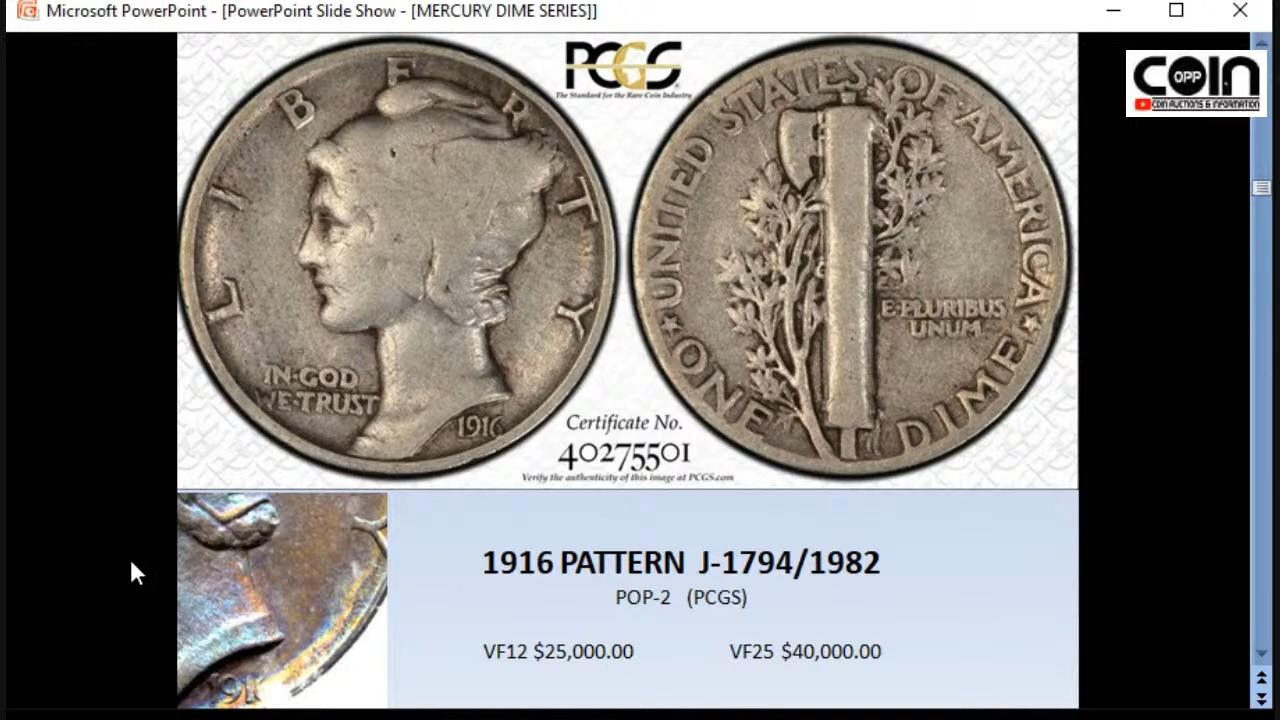 Microsoft PowerPoint - [PowerPoint Slide Show - [MERCURY DIME SERIES]]
COIN
OPP
COIN AUCTIONS & INFORMATION
PCGS
The Standard for the Rare Coin Industry
LIBERTY
IN·GOD
WE·TRUST
1916
UNITED STATES·OF·AMERICA
E·PLURIBUS
UNUM
ONE DIME
Certificate No.
40275501
Verify the authenticity of this image at PCGS.com
191
1916 PATTERN J-1794/1982
POP-2 (PCGS)
VF12 $25,000.00 VF25 $40,000.00